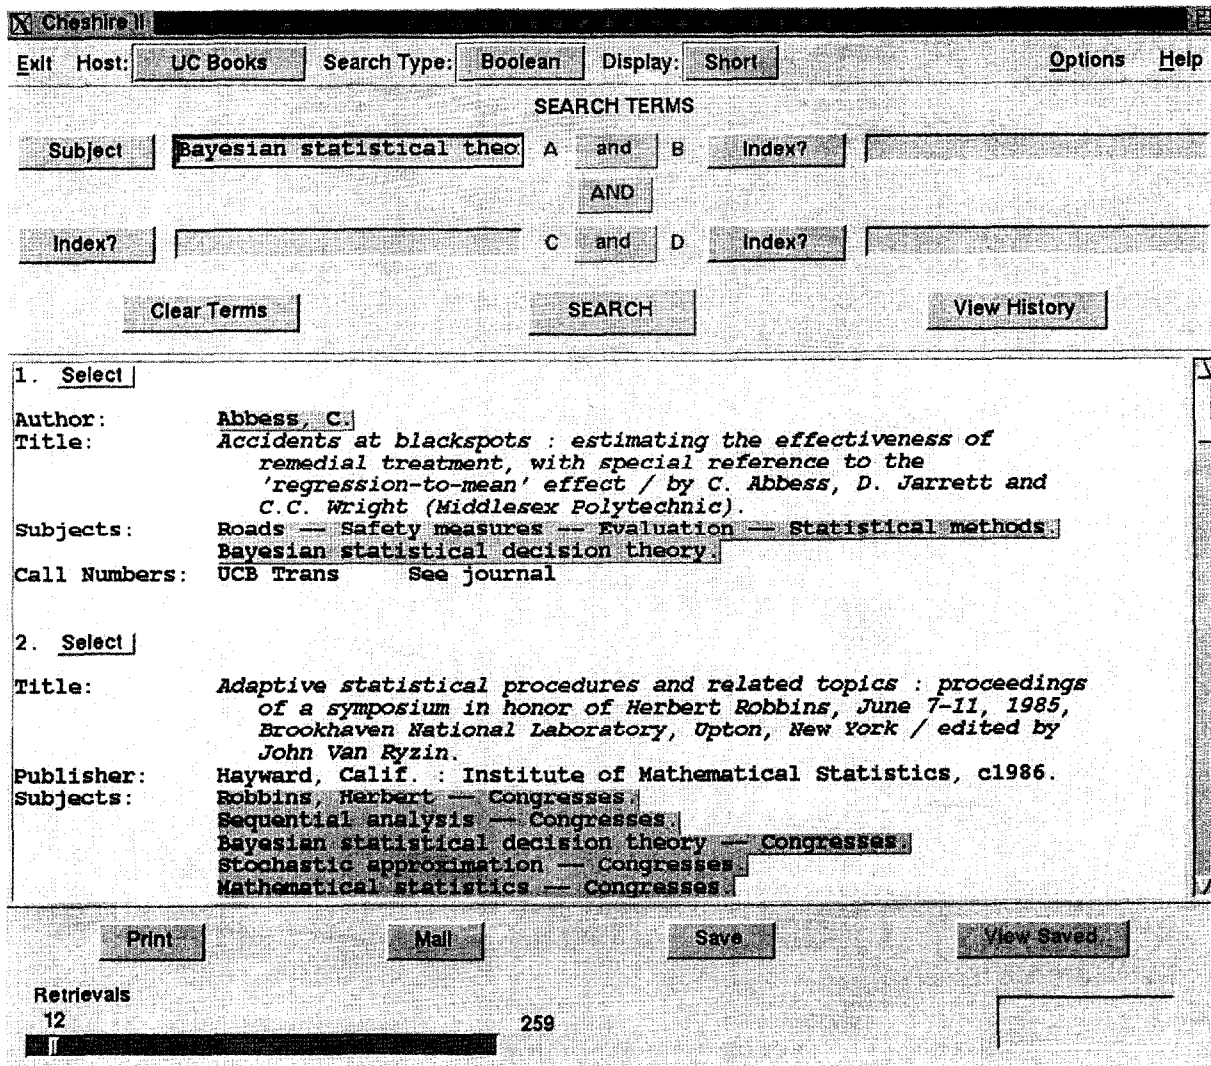 Cheshire II
Exit Host: UC Books Search Type: Boolean Display: Short Options Help
SEARCH TERMS
Subject Bayesian statistical theo A and B Index?
AND
Index? C and D Index?
Clear Terms SEARCH View History
1. Select
Author: Abbess, C.
Title: Accidents at blackspots : estimating the effectiveness of
remedial treatment, with special reference to the
'regression-to-mean' effect / by C. Abbess, D. Jarrett and
C.C. Wright (Middlesex Polytechnic).
Subjects: Roads -- Safety measures -- Evaluation -- Statistical methods.
Bayesian statistical decision theory.
Call Numbers: UCB Trans See journal
2. Select
Title: Adaptive statistical procedures and related topics : proceedings
of a symposium in honor of Herbert Robbins, June 7-11, 1985,
Brookhaven National Laboratory, Upton, New York / edited by
John Van Ryzin.
Publisher: Hayward, Calif. : Institute of Mathematical Statistics, c1986.
Subjects: Robbins, Herbert -- Congresses.
Sequential analysis -- Congresses.
Bayesian statistical decision theory -- Congresses.
Stochastic approximation -- Congresses.
Mathematical statistics -- Congresses.
Print Mail Save View Saved
Retrievals
12 259